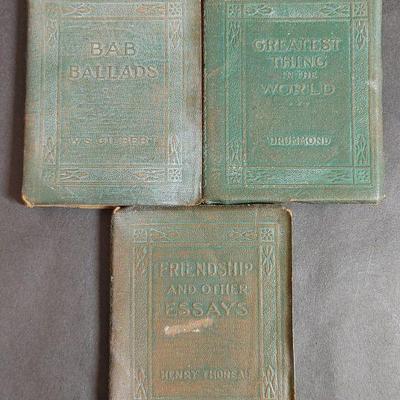 BAB
BALLADS
W.S. GILBERT
GREATEST
THING
IN THE
WORLD
DRUMMOND
FRIENDSHIP
AND OTHER
ESSAYS
HENRY THOREAU